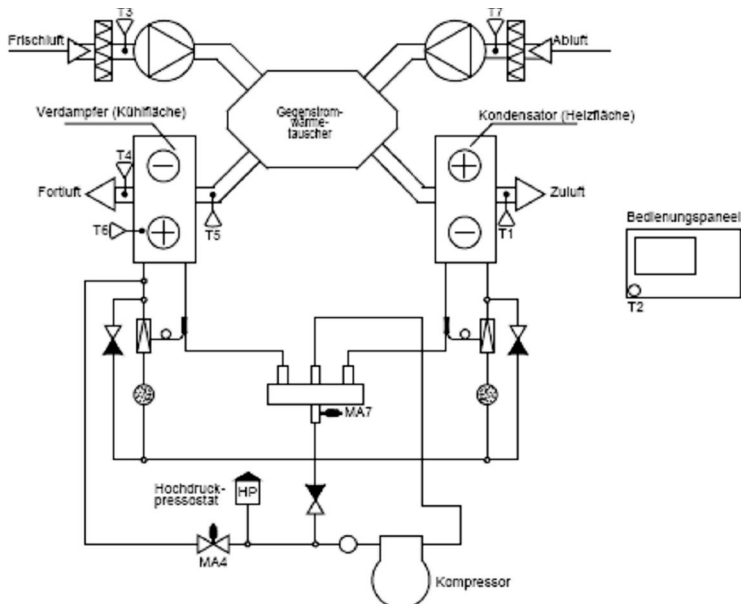 T3
T7
Frischluft
Abluft
Verdampfer (Kühlfläche)
Gegenstrom-
wärme-
tauscher
Kondensator (Heizfläche)
T4
Fortluft
Zuluft
T6
T5
T1
Bedienungspaneel
T2
MA7
Hochdruck-
pressostat
HP
MA4
Kompressor